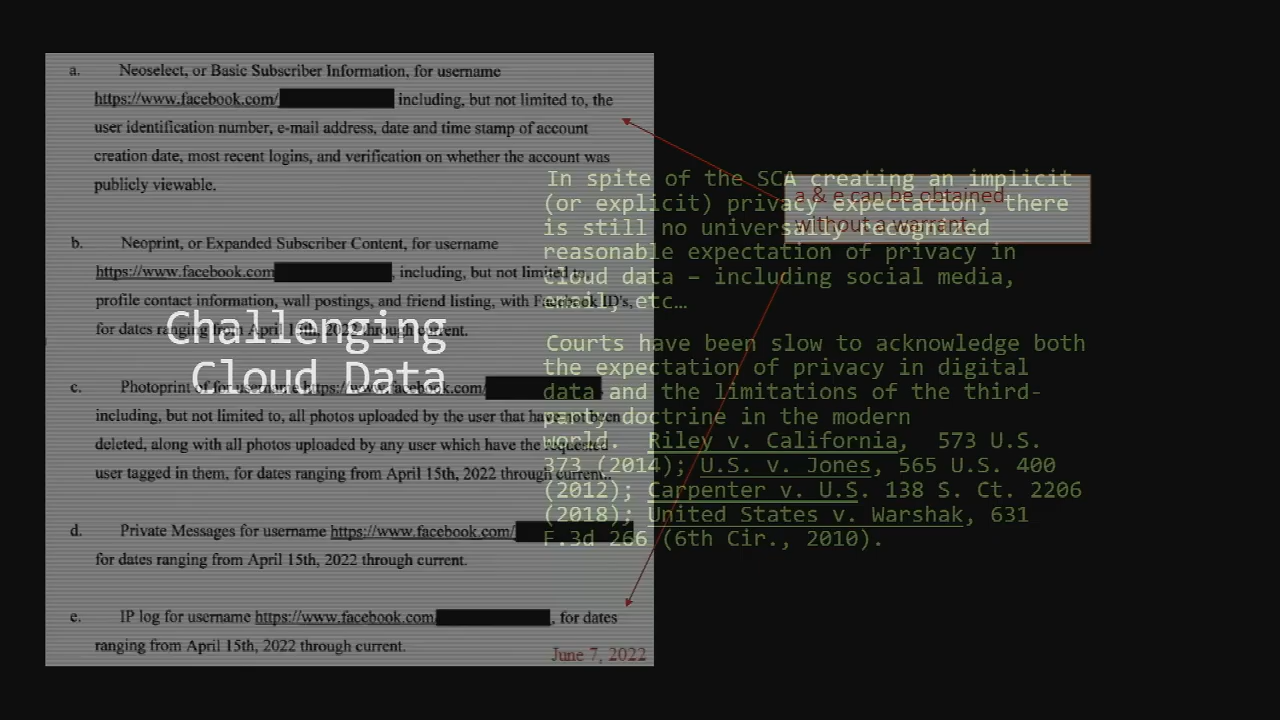 a. Neoselect, or Basic Subscriber Information, for username
https://www.facebook.com/ including, but not limited to, the
user identification number, e-mail address, date and time stamp of account
creation date, most recent logins, and verification on whether the account was
publicly viewable.
b. Neoprint, or Expanded Subscriber Content, for username
https://www.facebook.com , including, but not limited to,
profile contact information, wall postings, and friend listing, with Facebook ID's,
for dates ranging from April 15th, 2022 through current.
c. Photoprint of for username https://www.facebook.com/
including, but not limited to, all photos uploaded by the user that have not been
deleted, along with all photos uploaded by any user which have the requested
user tagged in them, for dates ranging from April 15th, 2022 through current..
d. Private Messages for username https://www.facebook.com/
for dates ranging from April 15th, 2022 through current.
e. IP log for username https://www.facebook.com/ , for dates
ranging from April 15th, 2022 through current.
June 7, 2022
Challenging
Cloud Data
a & e can be obtained
without a warrant
In spite of the SCA creating an implicit
(or explicit) privacy expectation, there
is still no universally recognized
reasonable expectation of privacy in
cloud data – including social media,
email, etc…
Courts have been slow to acknowledge both
the expectation of privacy in digital
data and the limitations of the third-
party doctrine in the modern
world. Riley v. California, 573 U.S.
373 (2014); U.S. v. Jones, 565 U.S. 400
(2012); Carpenter v. U.S. 138 S. Ct. 2206
(2018); United States v. Warshak, 631
F.3d 266 (6th Cir., 2010).